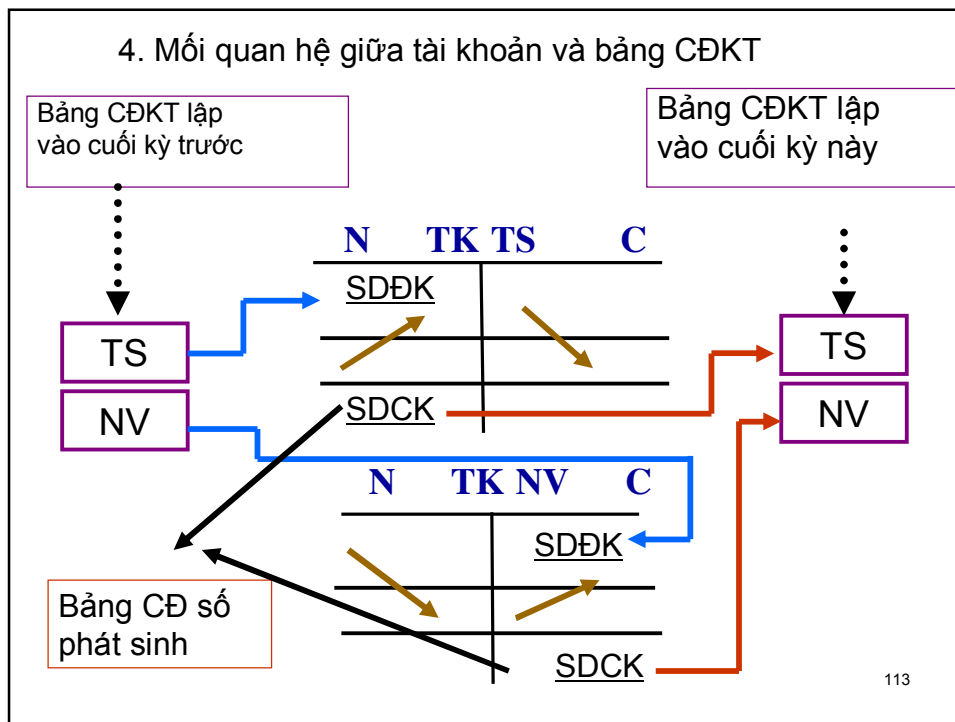 4. Mối quan hệ giữa tài khoản và bảng CĐKT
Bảng CĐKT lập
vào cuối kỳ trước
Bảng CĐKT lập
vào cuối kỳ này
N TK TS C
SDĐK
TS
NV
SDCK
TS
NV
N TK NV C
SDĐK
Bảng CĐ số
phát sinh
SDCK
113